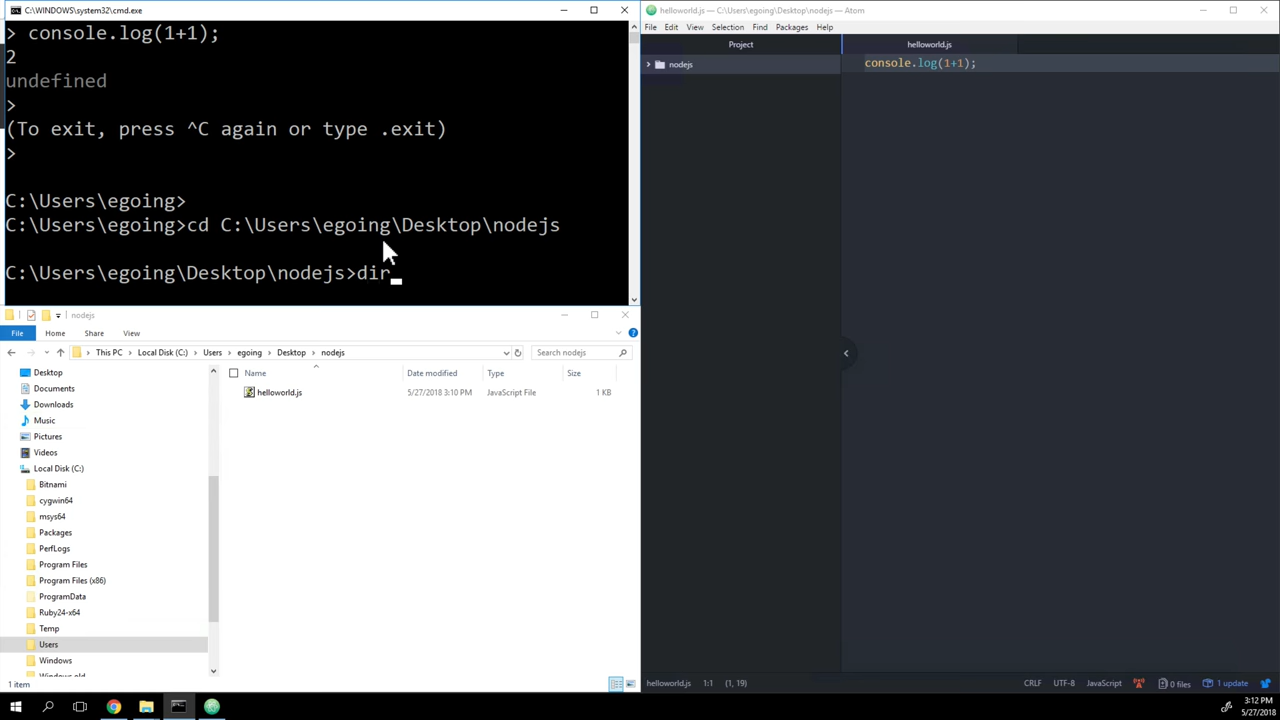 C:\WINDOWS\system32\cmd.exe
> console.log(1+1);
2
undefined
>
(To exit, press ^C again or type .exit)
>
C:\Users\egoing>
C:\Users\egoing>cd C:\Users\egoing\Desktop\nodejs
C:\Users\egoing\Desktop\nodejs>dir
nodejs
File Home Share View
This PC Local Disk (C:) Users egoing Desktop nodejs
Search nodejs
Name Date modified Type Size
helloworld.js 5/27/2018 3:10 PM JavaScript File 1 KB
Desktop
Documents
Downloads
Music
Pictures
Videos
Local Disk (C:)
Bitnami
cygwin64
msys64
Packages
PerfLogs
Program Files
Program Files (x86)
ProgramData
Ruby24-x64
Temp
Users
Windows
Windows.old
1 item
helloworld.js — C:\Users\egoing\Desktop\nodejs — Atom
File Edit View Selection Find Packages Help
Project
nodejs
helloworld.js
console.log(1+1);
helloworld.js 1:1 (1, 19)
CRLF UTF-8 JavaScript 0 files 1 update
3:12 PM
5/27/2018